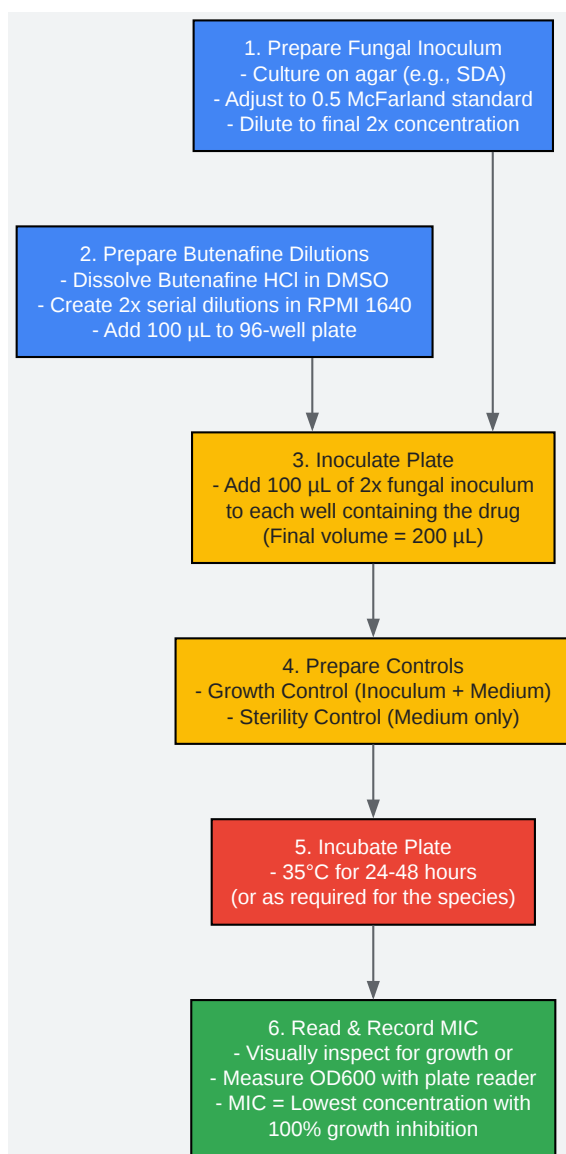 1. Prepare Fungal Inoculum
- Culture on agar (e.g., SDA)
- Adjust to 0.5 McFarland standard
- Dilute to final 2x concentration
2. Prepare Butenafine Dilutions
- Dissolve Butenafine HCl in DMSO
- Create 2x serial dilutions in RPMI 1640
- Add 100 µL to 96-well plate
3. Inoculate Plate
- Add 100 µL of 2x fungal inoculum
to each well containing the drug
(Final volume = 200 µL)
4. Prepare Controls
- Growth Control (Inoculum + Medium)
- Sterility Control (Medium only)
5. Incubate Plate
- 35°C for 24-48 hours
(or as required for the species)
6. Read & Record MIC
- Visually inspect for growth or
- Measure OD600 with plate reader
- MIC = Lowest concentration with
100% growth inhibition